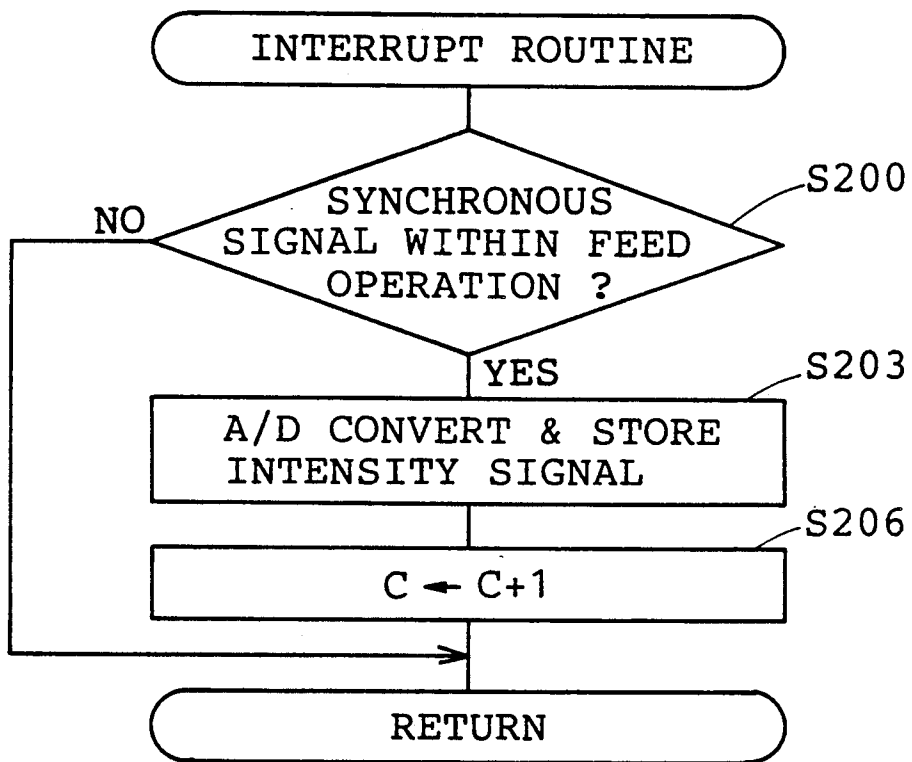 INTERRUPT ROUTINE
S200
SYNCHRONOUS
SIGNAL WITHIN FEED
OPERATION ?
NO
YES
S203
A/D CONVERT & STORE
INTENSITY SIGNAL
S206
C ← C+1
RETURN